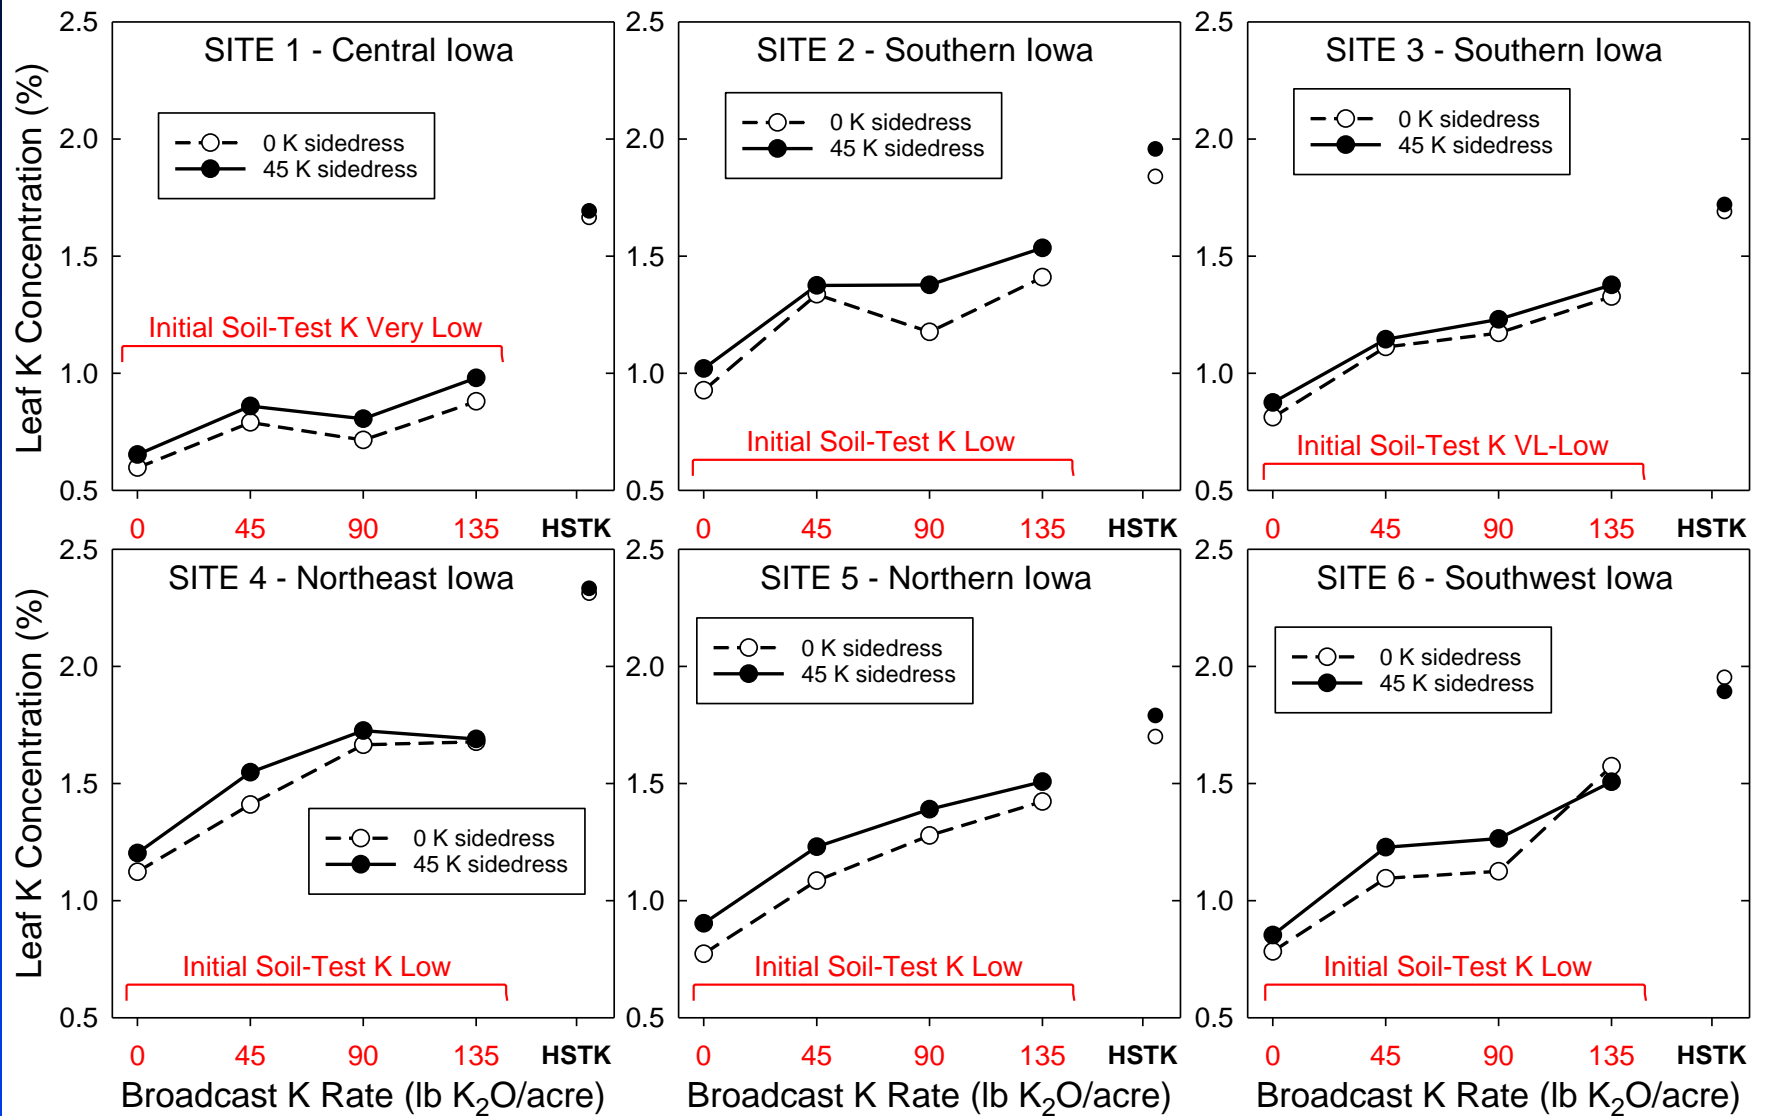 SITE 1 - Central Iowa
0 K sidedress
45 K sidedress
Initial Soil-Test K Very Low
Leaf K Concentration (%)
2.5
2.0
1.5
1.0
0.5
0 45 90 135 HSTK
SITE 2 - Southern Iowa
0 K sidedress
45 K sidedress
Initial Soil-Test K Low
2.5
2.0
1.5
1.0
0.5
0 45 90 135 HSTK
SITE 3 - Southern Iowa
0 K sidedress
45 K sidedress
Initial Soil-Test K VL-Low
2.5
2.0
1.5
1.0
0.5
0 45 90 135 HSTK
SITE 4 - Northeast Iowa
0 K sidedress
45 K sidedress
Initial Soil-Test K Low
Leaf K Concentration (%)
2.5
2.0
1.5
1.0
0.5
0 45 90 135 HSTK
Broadcast K Rate (lb K₂O/acre)
SITE 5 - Northern Iowa
0 K sidedress
45 K sidedress
Initial Soil-Test K Low
2.5
2.0
1.5
1.0
0.5
0 45 90 135 HSTK
Broadcast K Rate (lb K₂O/acre)
SITE 6 - Southwest Iowa
0 K sidedress
45 K sidedress
Initial Soil-Test K Low
2.5
2.0
1.5
1.0
0.5
0 45 90 135 HSTK
Broadcast K Rate (lb K₂O/acre)